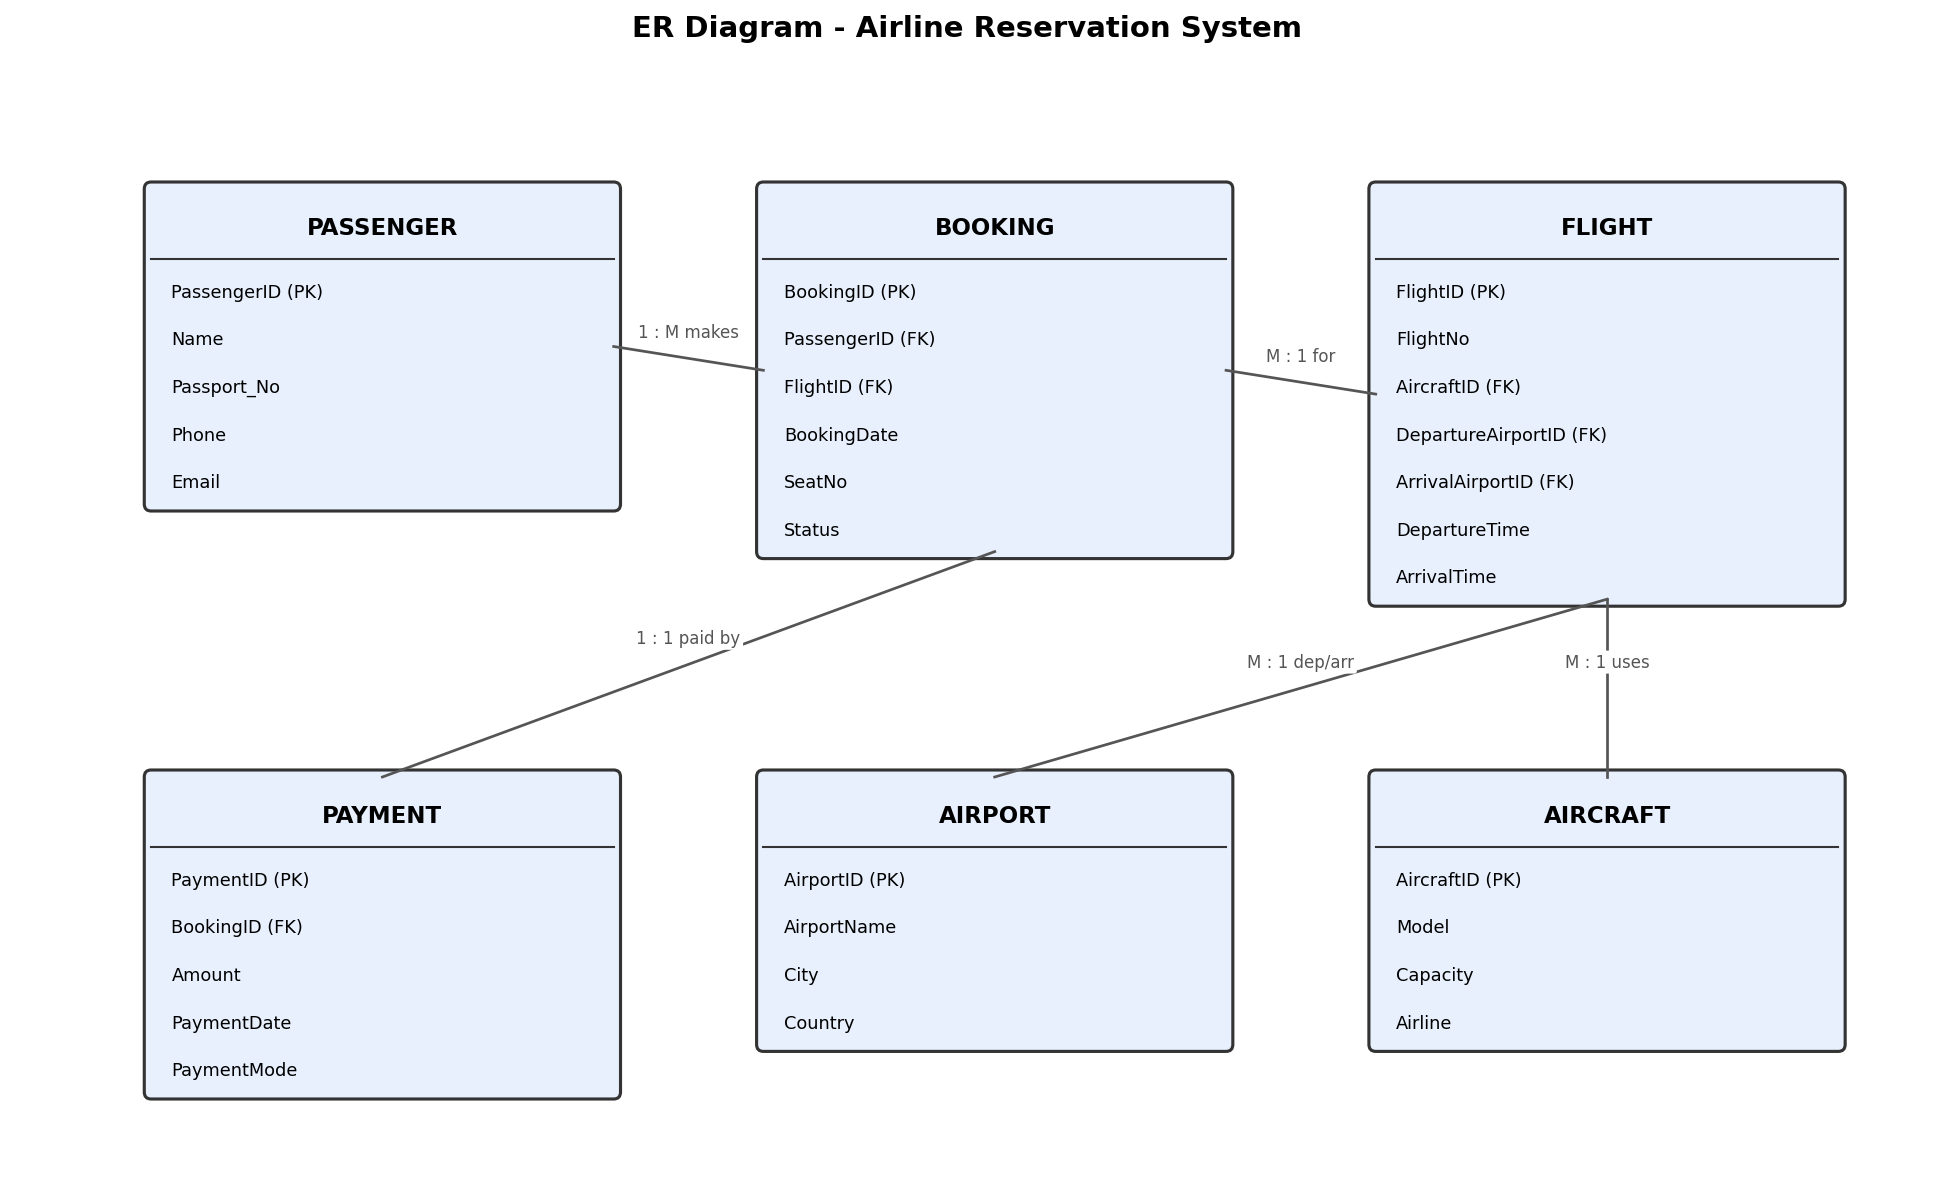 ER Diagram - Airline Reservation System
PASSENGER
PassengerID (PK)
Name
Passport_No
Phone
Email
1 : M makes
BOOKING
BookingID (PK)
PassengerID (FK)
FlightID (FK)
BookingDate
SeatNo
Status
M : 1 for
FLIGHT
FlightID (PK)
FlightNo
AircraftID (FK)
DepartureAirportID (FK)
ArrivalAirportID (FK)
DepartureTime
ArrivalTime
1 : 1 paid by
M : 1 dep/arr
M : 1 uses
PAYMENT
PaymentID (PK)
BookingID (FK)
Amount
PaymentDate
PaymentMode
AIRPORT
AirportID (PK)
AirportName
City
Country
AIRCRAFT
AircraftID (PK)
Model
Capacity
Airline